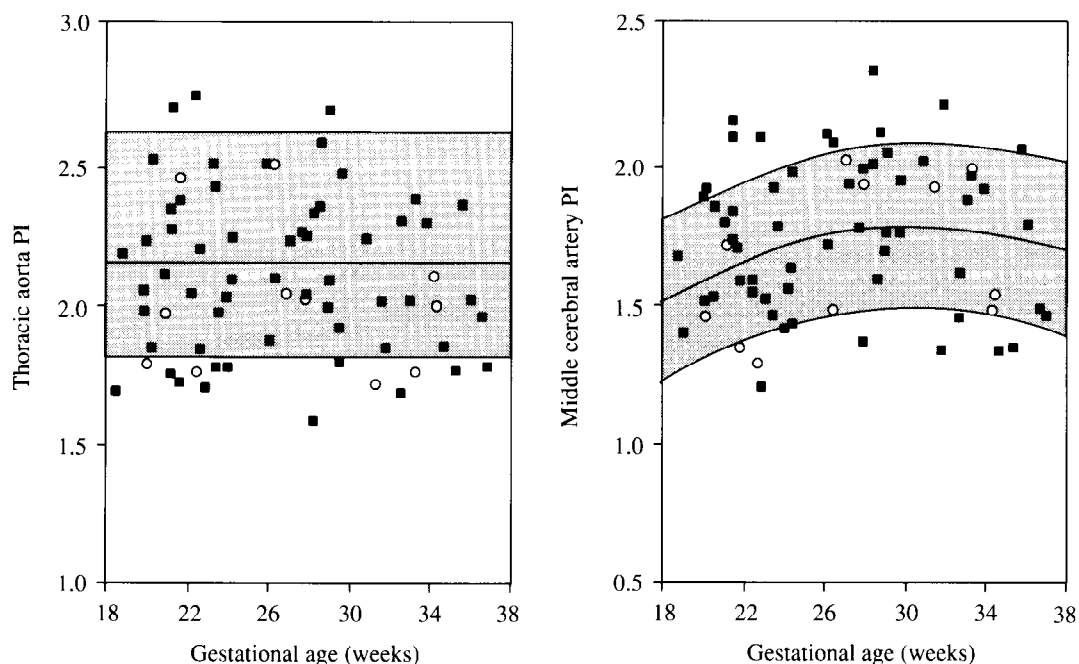 Thoracic aorta PI
3.0
2.5
2.0
1.5
1.0
18 22 26 30 34 38
Gestational age (weeks)
Middle cerebral artery PI
2.5
2.0
1.5
1.0
0.5
18 22 26 30 34 38
Gestational age (weeks)